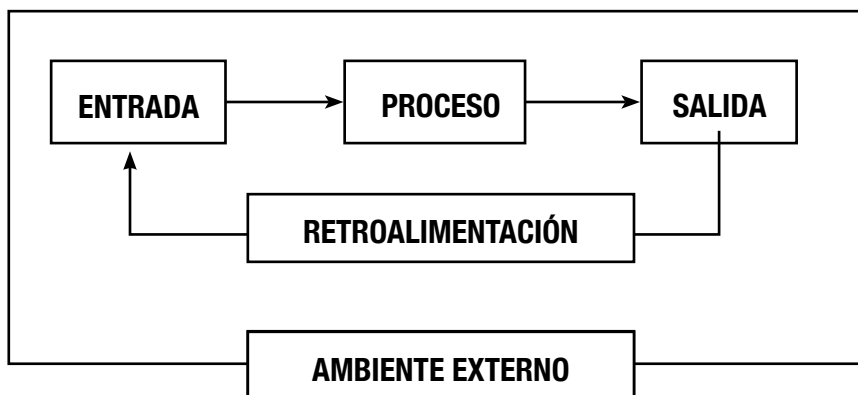 ENTRADA
PROCESO
SALIDA
RETROALIMENTACIÓN
AMBIENTE EXTERNO